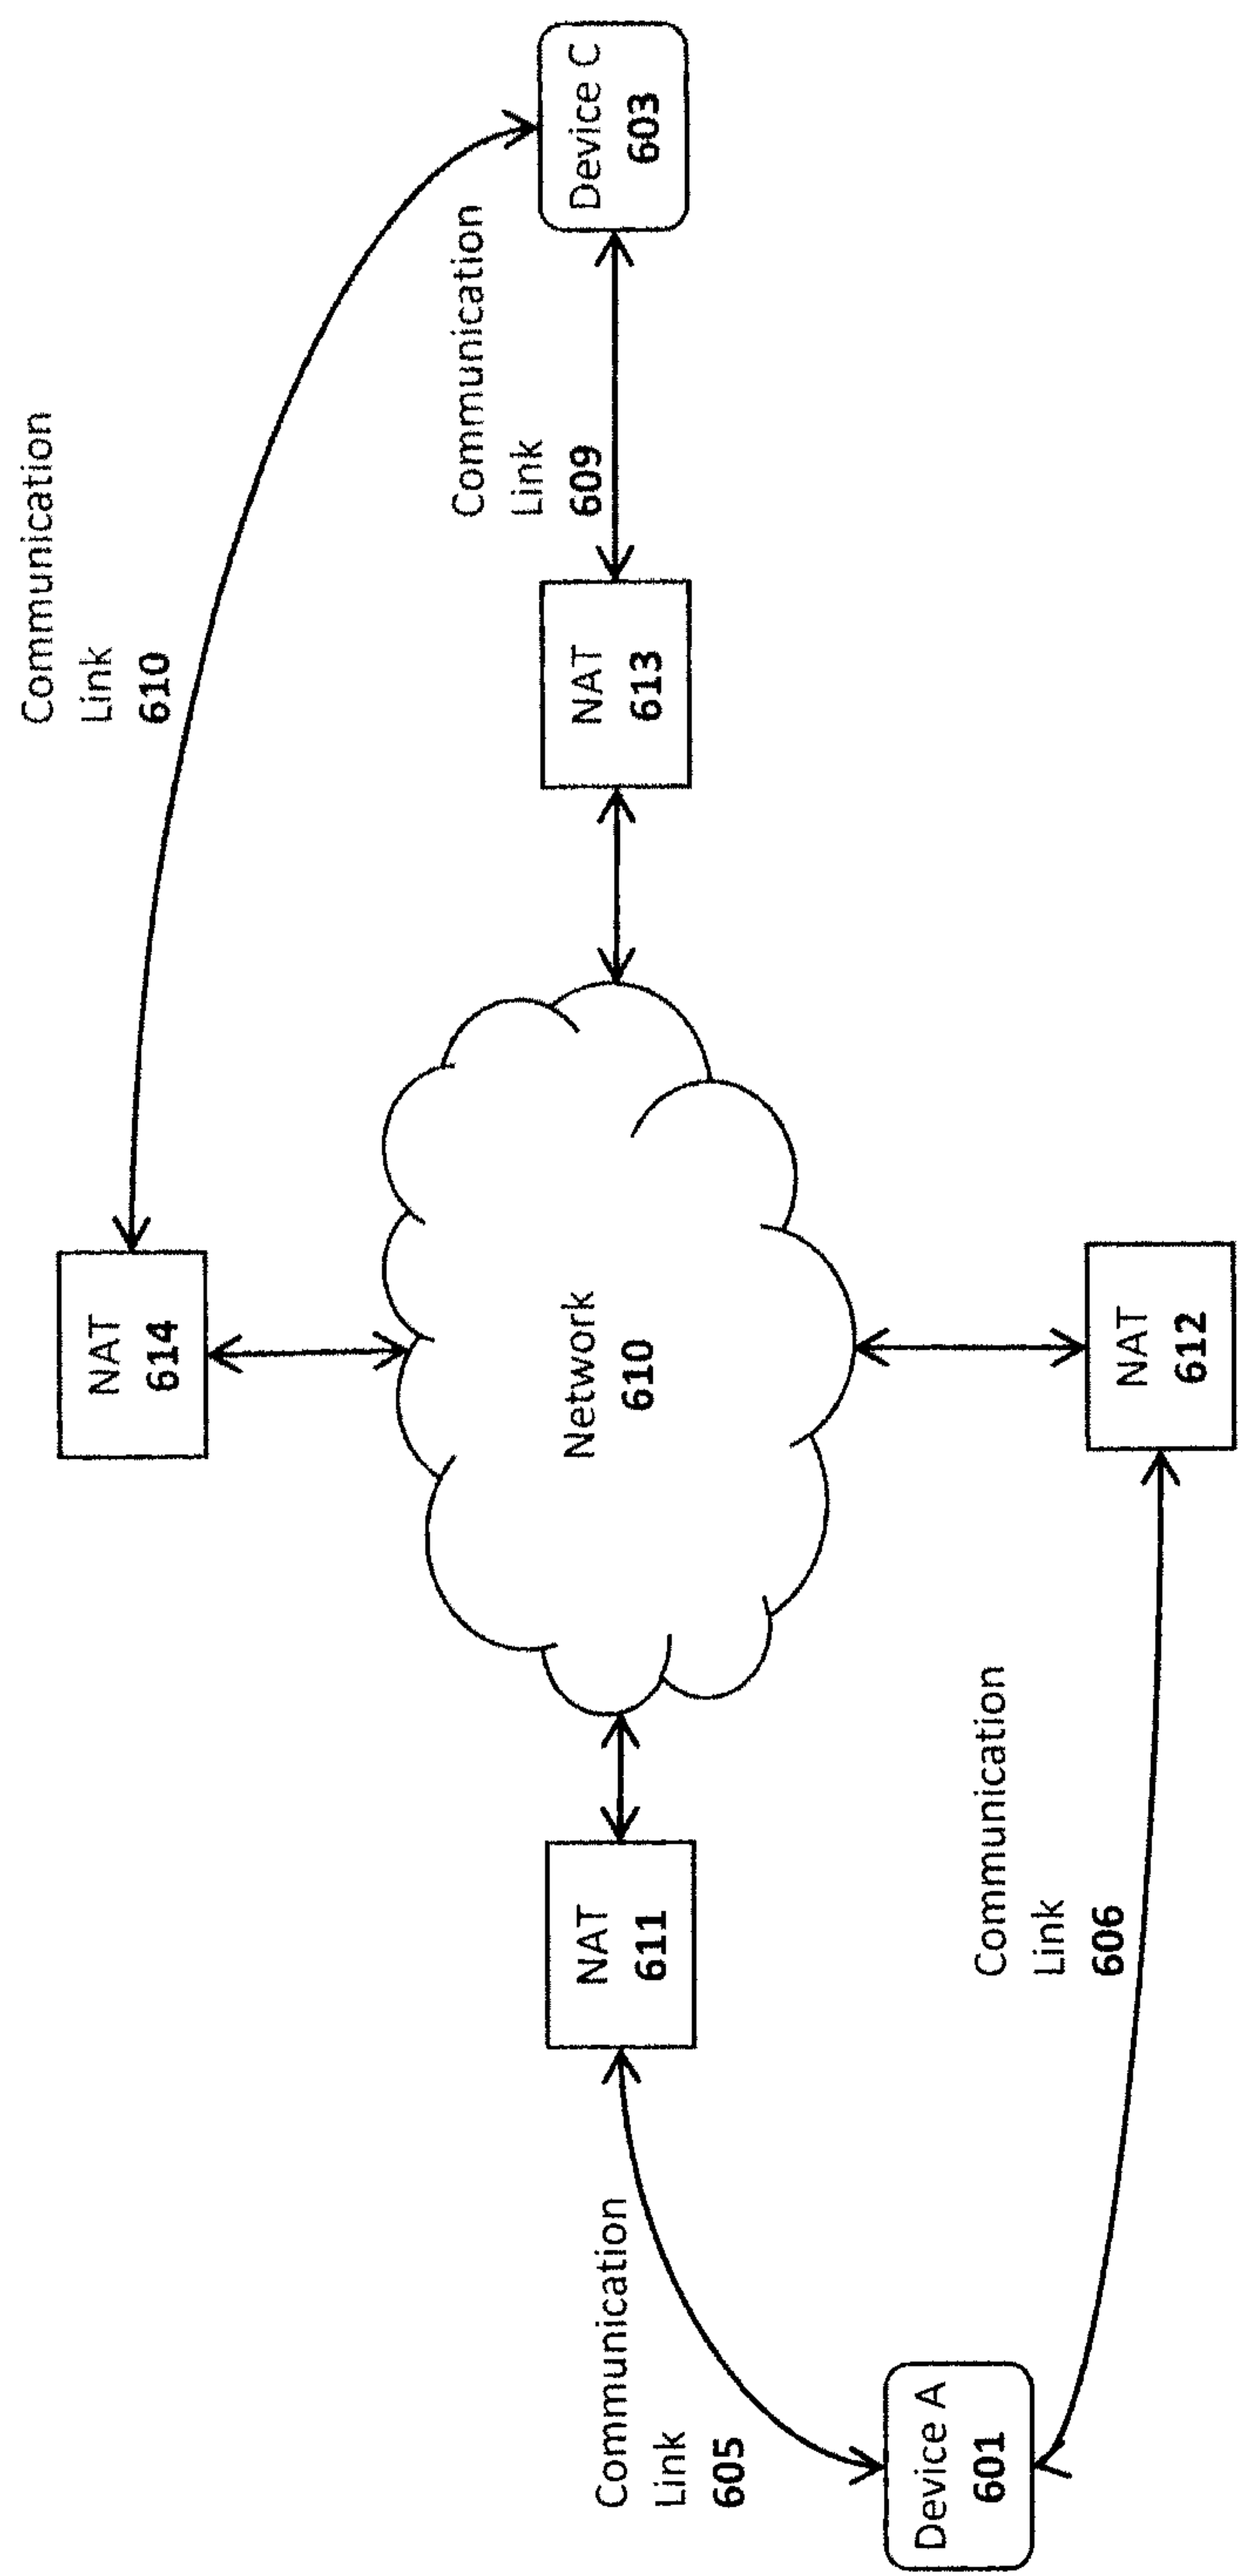 Communication
Link
610
NAT
614
Communication
Link
609
Device C
603
NAT
613
Network
610
NAT
611
Communication
Link
605
Device A
601
Communication
Link
606
NAT
612